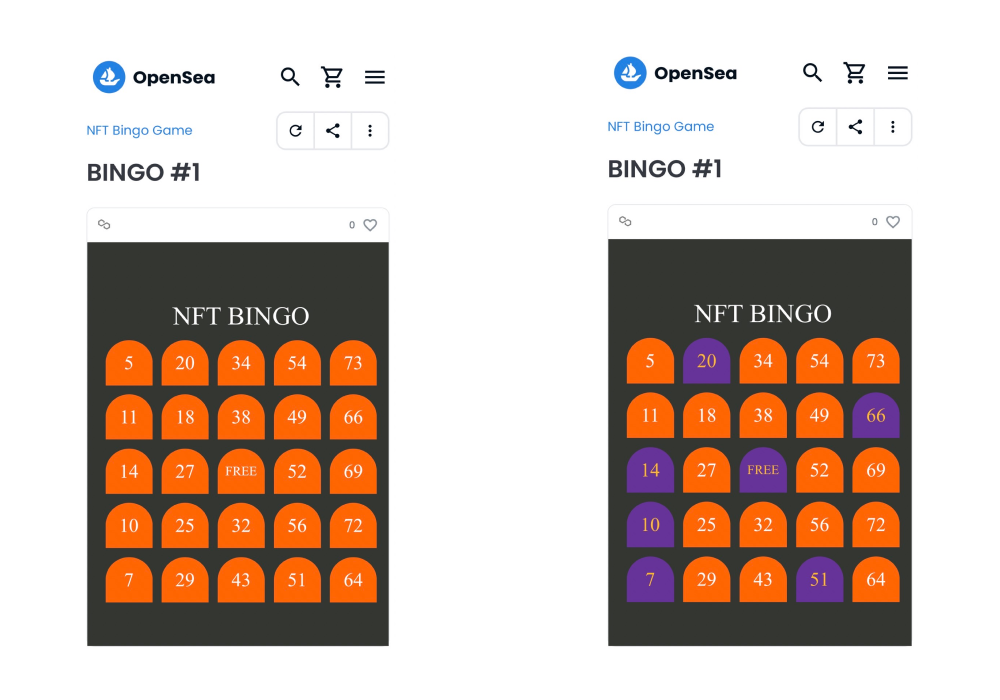 OpenSea
NFT Bingo Game
BINGO #1
0
NFT BINGO
5 20 34 54 73
11 18 38 49 66
14 27 FREE 52 69
10 25 32 56 72
7 29 43 51 64
OpenSea
NFT Bingo Game
BINGO #1
0
NFT BINGO
5 20 34 54 73
11 18 38 49 66
14 27 FREE 52 69
10 25 32 56 72
7 29 43 51 64